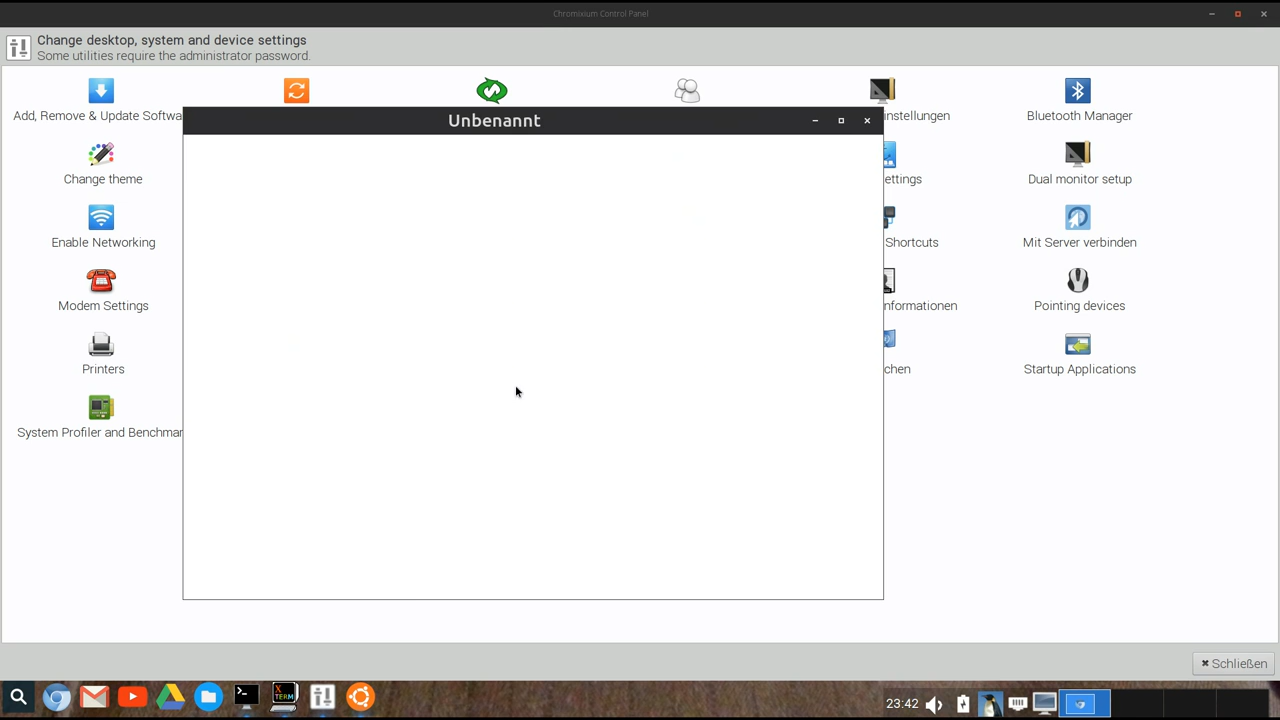 Chromixium Control Panel
Change desktop, system and device settings
Some utilities require the administrator password.
Add, Remove & Update Softwa
instellungen
Bluetooth Manager
Unbenannt
Change theme
ettings
Dual monitor setup
Enable Networking
Shortcuts
Mit Server verbinden
Modem Settings
nformationen
Pointing devices
Printers
chen
Startup Applications
System Profiler and Benchmar
Schließen
>_
X
TERM
23:42